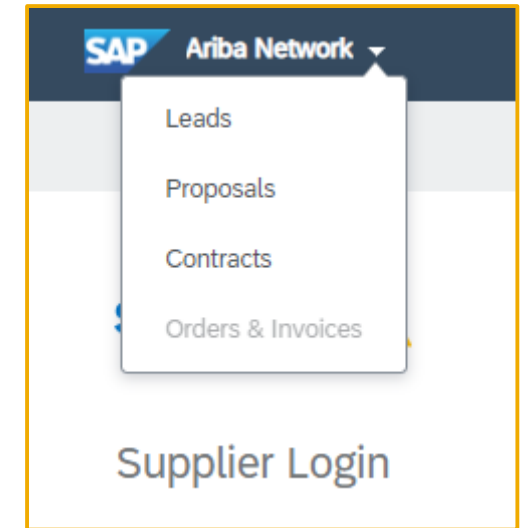 SAP Ariba Network
Leads
Proposals
Contracts
Orders & Invoices
Supplier Login